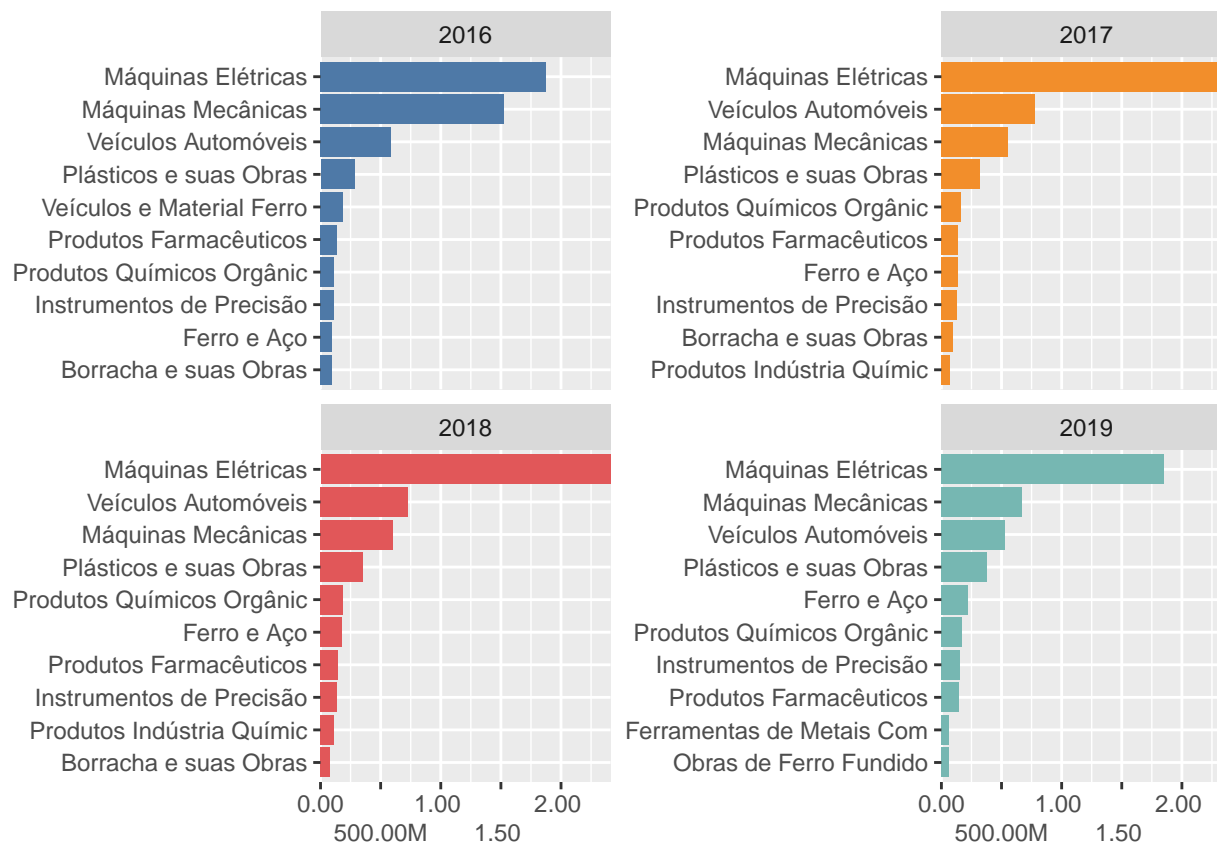 2016
Máquinas Elétricas
Máquinas Mecânicas
Veículos Automóveis
Plásticos e suas Obras
Veículos e Material Ferro
Produtos Farmacêuticos
Produtos Químicos Orgânic
Instrumentos de Precisão
Ferro e Aço
Borracha e suas Obras
2017
Máquinas Elétricas
Veículos Automóveis
Máquinas Mecânicas
Plásticos e suas Obras
Produtos Químicos Orgânic
Produtos Farmacêuticos
Ferro e Aço
Instrumentos de Precisão
Borracha e suas Obras
Produtos Indústria Químic
2018
Máquinas Elétricas
Veículos Automóveis
Máquinas Mecânicas
Plásticos e suas Obras
Produtos Químicos Orgânic
Ferro e Aço
Produtos Farmacêuticos
Instrumentos de Precisão
Produtos Indústria Químic
Borracha e suas Obras
0.00 1.00 2.00
500.00M 1.50
2019
Máquinas Elétricas
Máquinas Mecânicas
Veículos Automóveis
Plásticos e suas Obras
Ferro e Aço
Produtos Químicos Orgânic
Instrumentos de Precisão
Produtos Farmacêuticos
Ferramentas de Metais Com
Obras de Ferro Fundido
0.00 1.00 2.00
500.00M 1.50